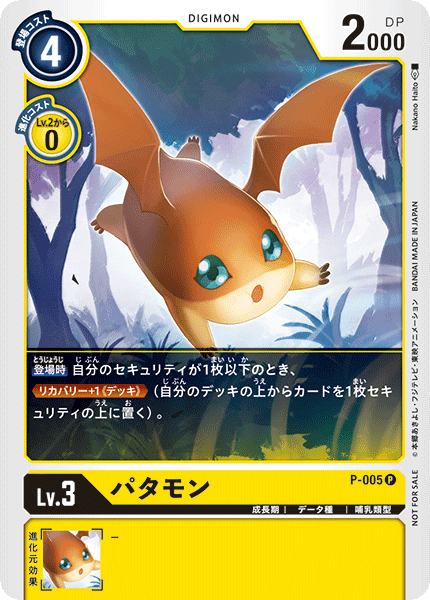 登場コスト
4
DIGIMON
DP
2000
進化コスト
Lv.2から
0
Nakano Haito
登場時 自分のセキュリティが1枚以下のとき、
リカバリー+1《デッキ》 (自分のデッキの上からカードを1枚セキ
ュリティの上に置く)。
© 本郷あきよし・フジテレビ・東映アニメーション BANDAI MADE IN JAPAN
NOT FOR SALE
P-005 P
Lv.3
パタモン
成長期 | データ種 | 哺乳類型
進化元効果
–